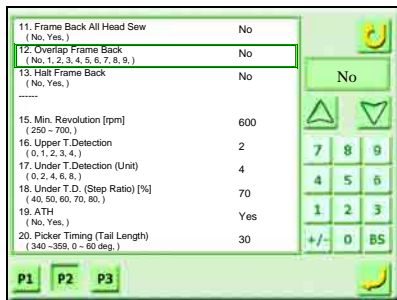 11. Frame Back All Head Sew No
( No, Yes, )
12. Overlap Frame Back No
( No, 1, 2, 3, 4, 5, 6, 7, 8, 9, )
13. Halt Frame Back No
( No, Yes, )
------
15. Min. Revolution [rpm] 600
( 250 ~ 700, )
16. Upper T.Detection 2
( 0, 1, 2, 3, 4, )
17. Under T.Detection (Unit) 4
( 0, 2, 4, 6, 8, )
18. Under T.D. (Step Ratio) [%] 70
( 40, 50, 60, 70, 80, )
19. ATH Yes
( No, Yes, )
20. Picker Timing (Tail Length) 30
( 340 ~359, 0 ~ 60 deg, )
No
7 8 9
4 5 6
1 2 3
+/- 0 BS
P1 P2 P3